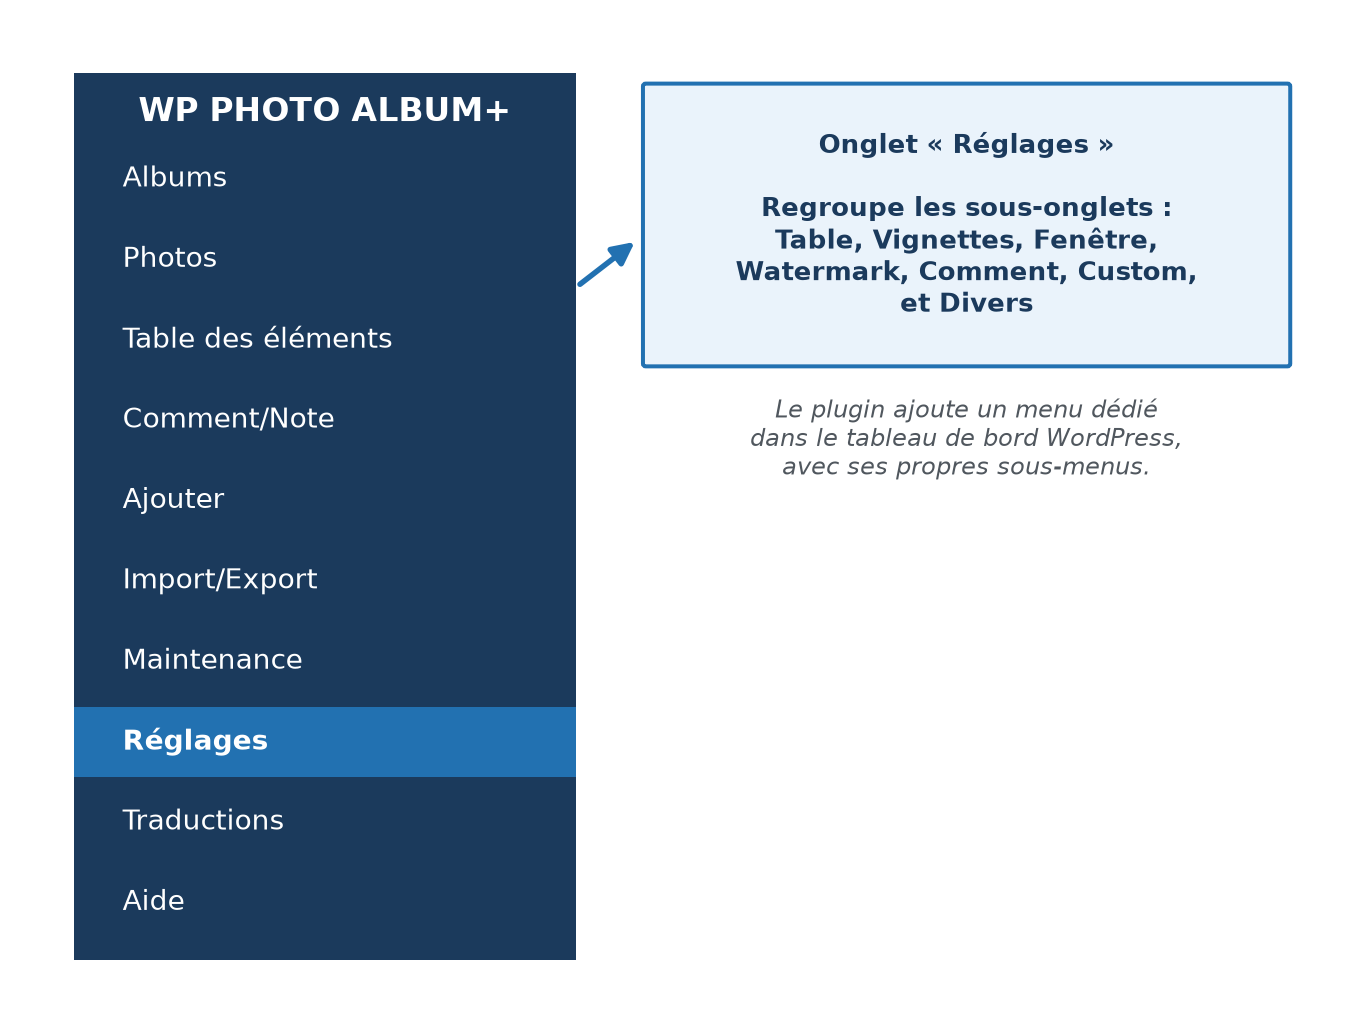 WP PHOTO ALBUM+
Albums
Photos
Table des éléments
Comment/Note
Ajouter
Import/Export
Maintenance
Réglages
Traductions
Aide
Onglet « Réglages »
Regroupe les sous-onglets :
Table, Vignettes, Fenêtre,
Watermark, Comment, Custom,
et Divers
Le plugin ajoute un menu dédié
dans le tableau de bord WordPress,
avec ses propres sous-menus.